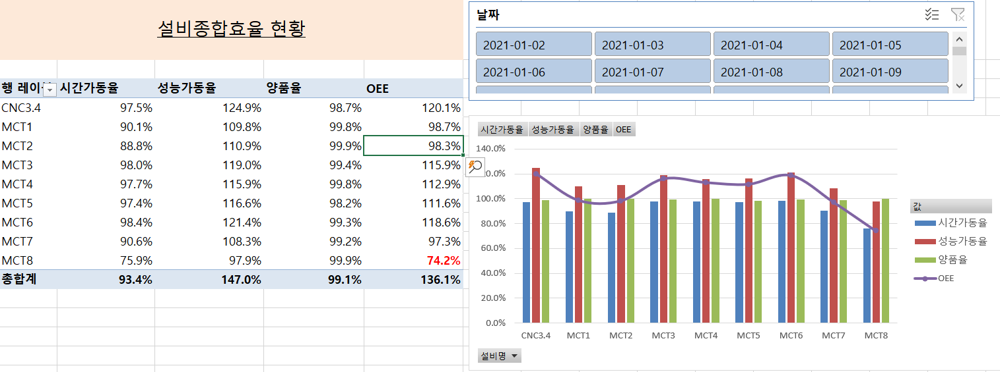 설비종합효율 현황
행 레이 시간가동율 성능가동율 양품율 OEE
CNC3.4 97.5% 124.9% 98.7% 120.1%
MCT1 90.1% 109.8% 99.8% 98.7%
MCT2 88.8% 110.9% 99.9% 98.3%
MCT3 98.0% 119.0% 99.4% 115.9%
MCT4 97.7% 115.9% 99.8% 112.9%
MCT5 97.4% 116.6% 98.2% 111.6%
MCT6 98.4% 121.4% 99.3% 118.6%
MCT7 90.6% 108.3% 99.2% 97.3%
MCT8 75.9% 97.9% 99.9% 74.2%
총합계 93.4% 147.0% 99.1% 136.1%
날짜
2021-01-02 2021-01-03 2021-01-04 2021-01-05
2021-01-06 2021-01-07 2021-01-08 2021-01-09
시간가동율 성능가동율 양품율 OEE
140.0%
20.0%
100.0%
80.0%
60.0%
40.0%
20.0%
0.0%
CNC3.4 MCT1 MCT2 MCT3 MCT4 MCT5 MCT6 MCT7 MCT8
설비명
값
시간가동율
성능가동율
양품율
OEE